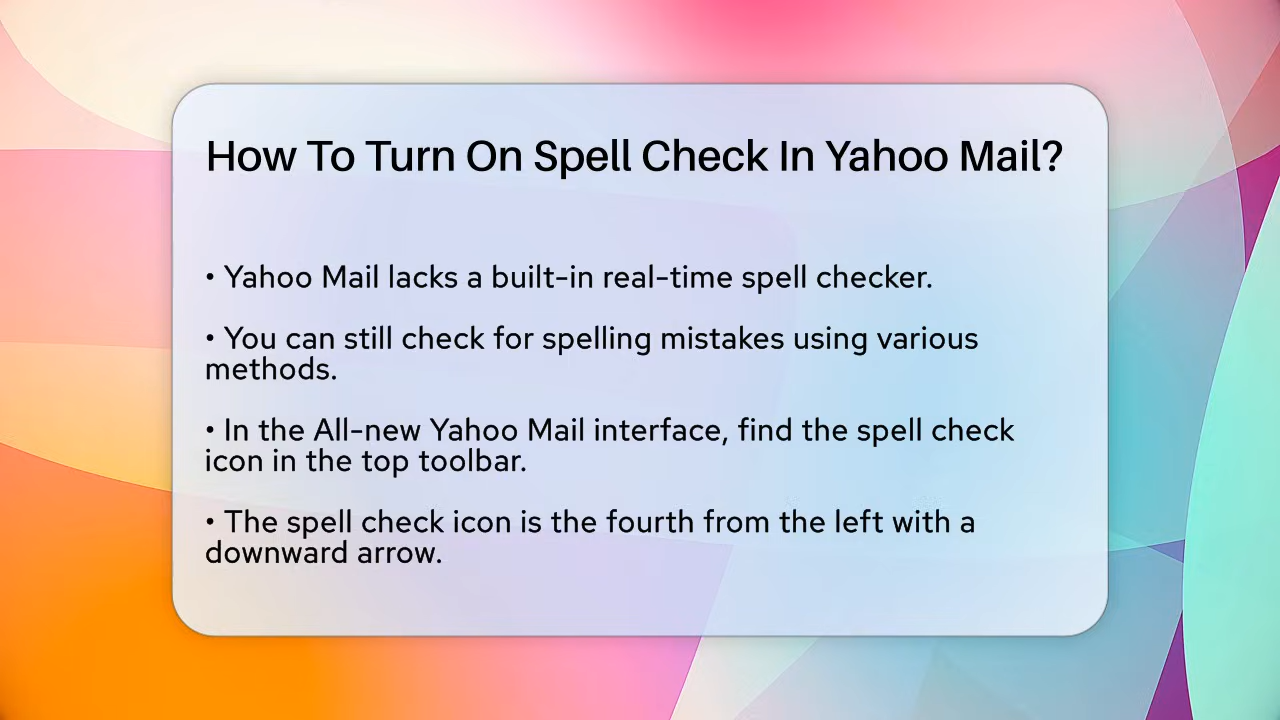 How To Turn On Spell Check In Yahoo Mail?
• Yahoo Mail lacks a built-in real-time spell checker.
• You can still check for spelling mistakes using various
methods.
• In the All-new Yahoo Mail interface, find the spell check
icon in the top toolbar.
• The spell check icon is the fourth from the left with a
downward arrow.